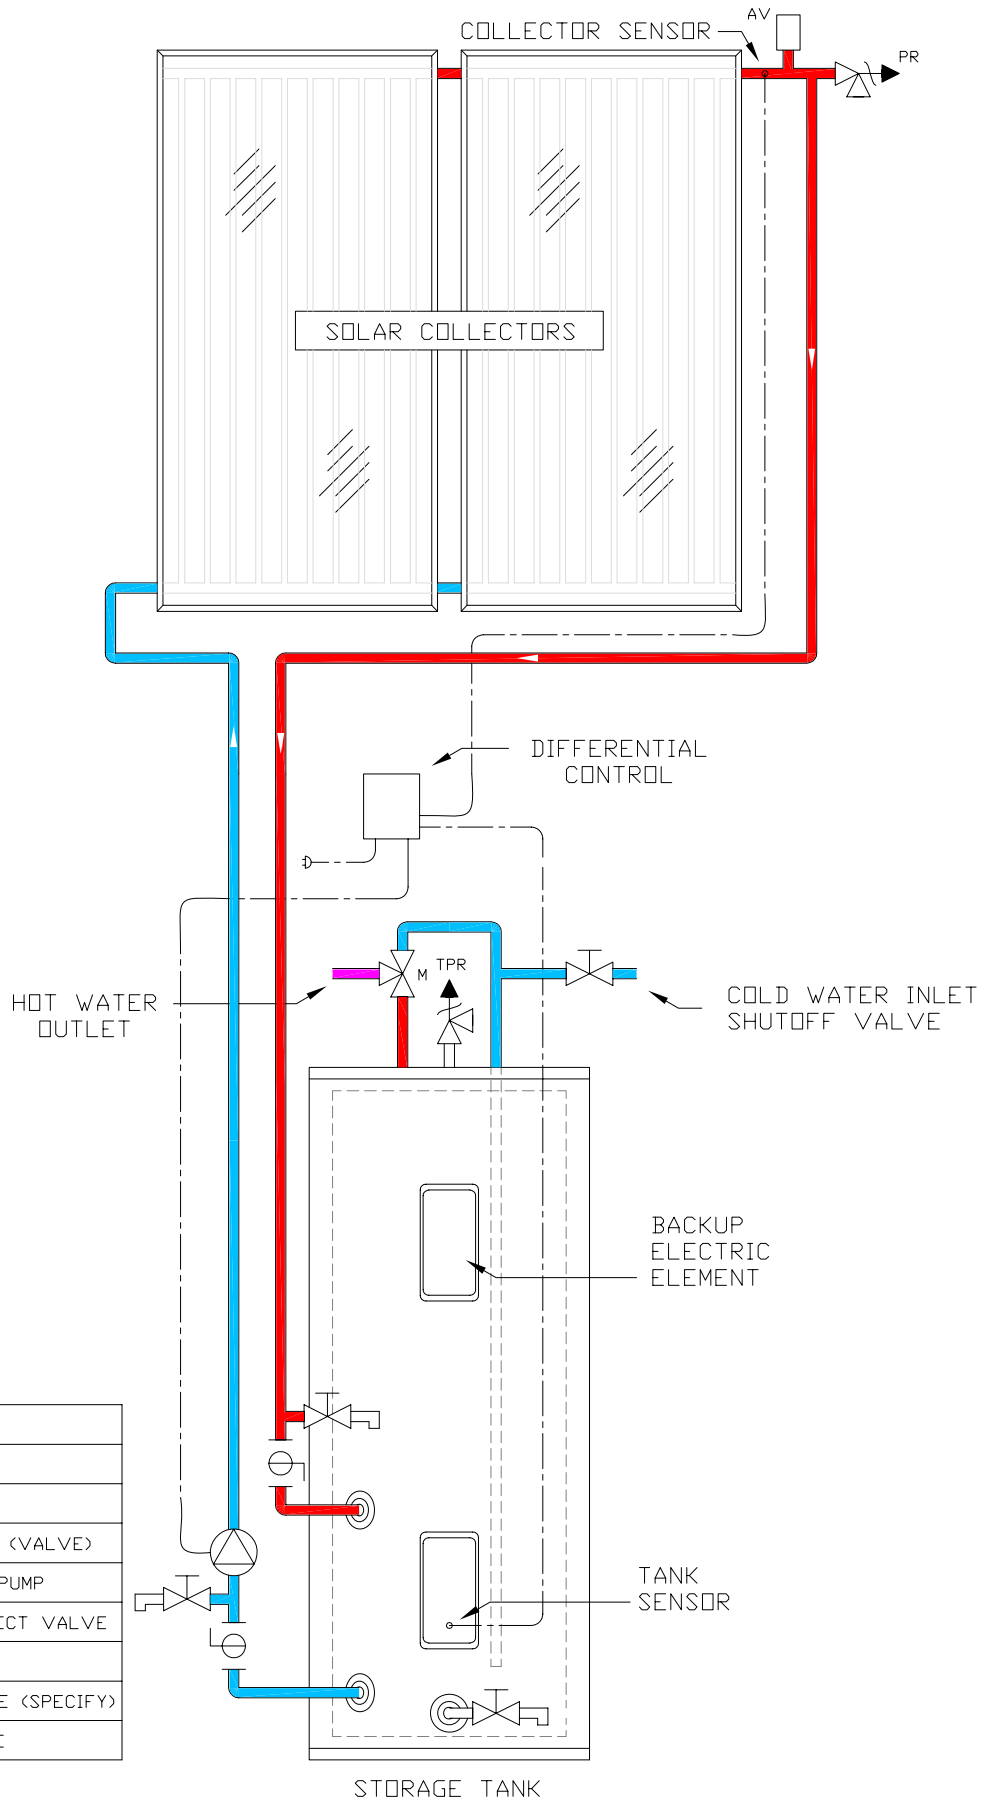 COLLECTOR SENSOR
AV
PR
SOLAR COLLECTORS
DIFFERENTIAL
CONTROL
M
TPR
HOT WATER
OUTLET
COLD WATER INLET
SHUTOFF VALVE
BACKUP
ELECTRIC
ELEMENT
(VALVE)
PUMP
VALVE
(SPECIFY)
TANK
SENSOR
STORAGE TANK